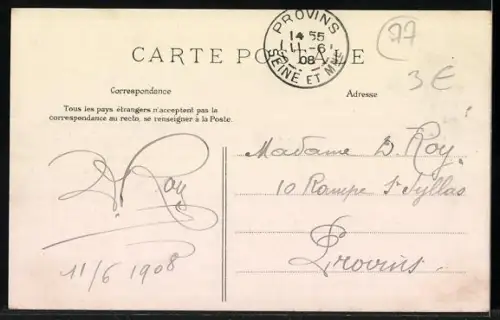 PROVINS
14 55
11 - 6
08
SEINE ET MNE
77
3€
CARTE POSTALE
Correspondance
Adresse
Tous les pays étrangers n'acceptent pas la
correspondance au recto, se renseigner à la Poste.
D. Roy
11/6 1908
Madame D. Roy
10 Rampe St Syllas
Provins